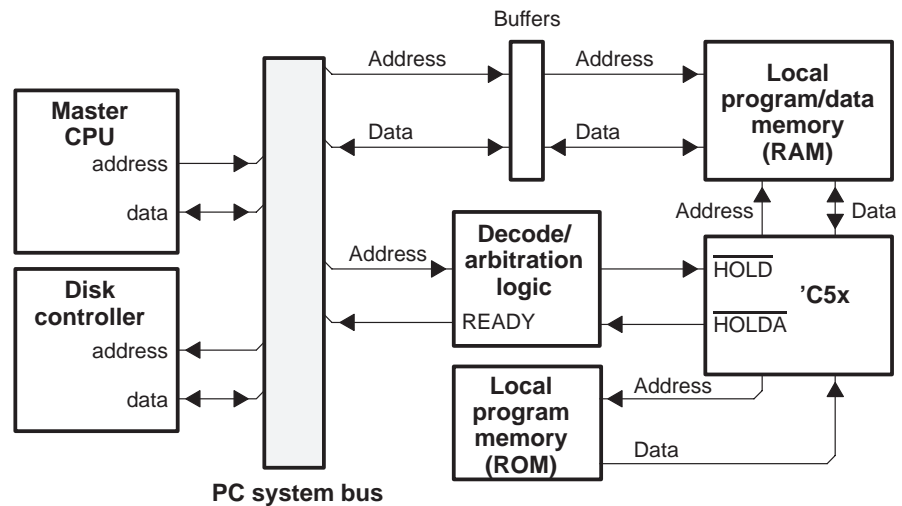 Buffers
Address
Address
Local
program/data
memory
(RAM)
Master
CPU
address
data
Data
Data
Address
Data
Address
Decode/
arbitration
logic
READY
HOLD
HOLDA
’C5x
Disk
controller
address
data
Local
program
memory
(ROM)
Address
Data
PC system bus